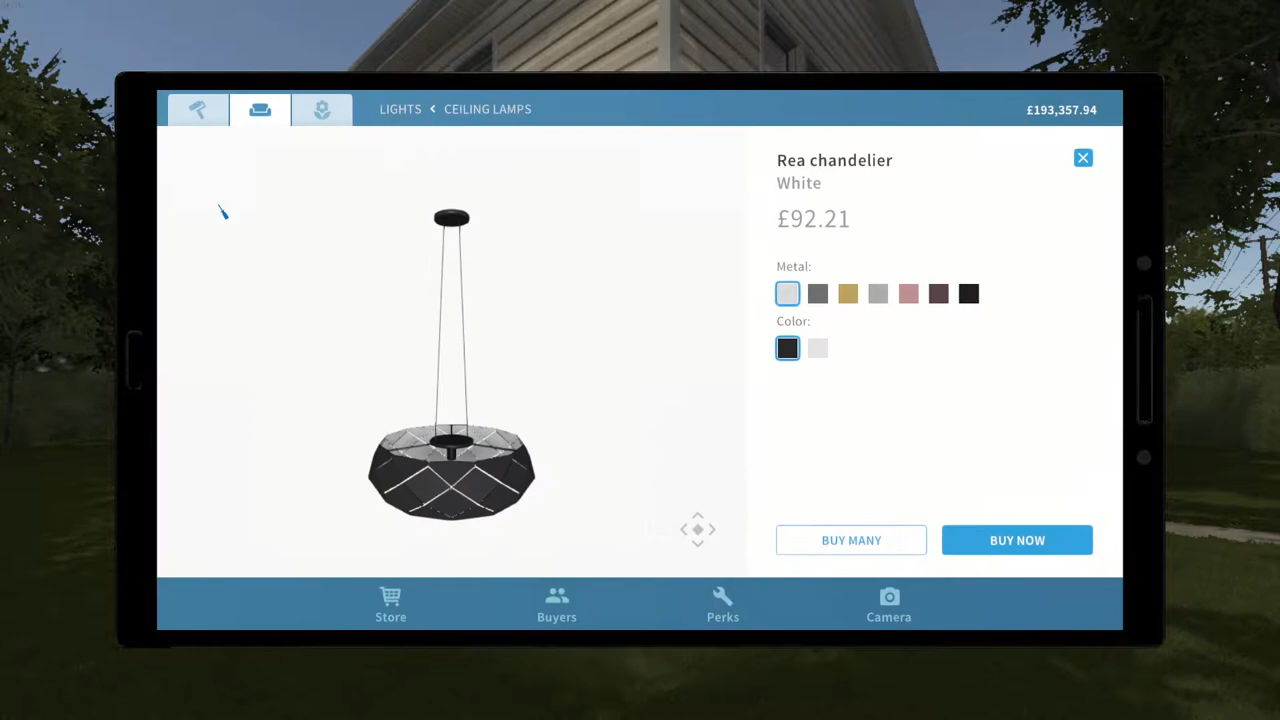 LIGHTS < CEILING LAMPS
£193,357.94
Rea chandelier
White
£92.21
Metal:
Color:
BUY MANY
BUY NOW
Store
Buyers
Perks
Camera